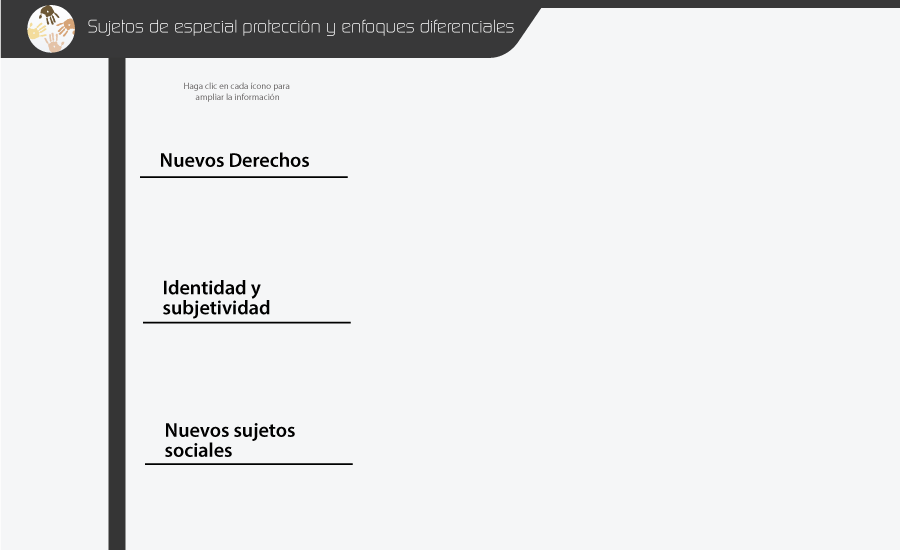 Sujetos de especial protección y enfoques diferenciales
Haga clic en cada ícono para
ampliar la información
Nuevos Derechos
Identidad y
subjetividad
Nuevos sujetos
sociales